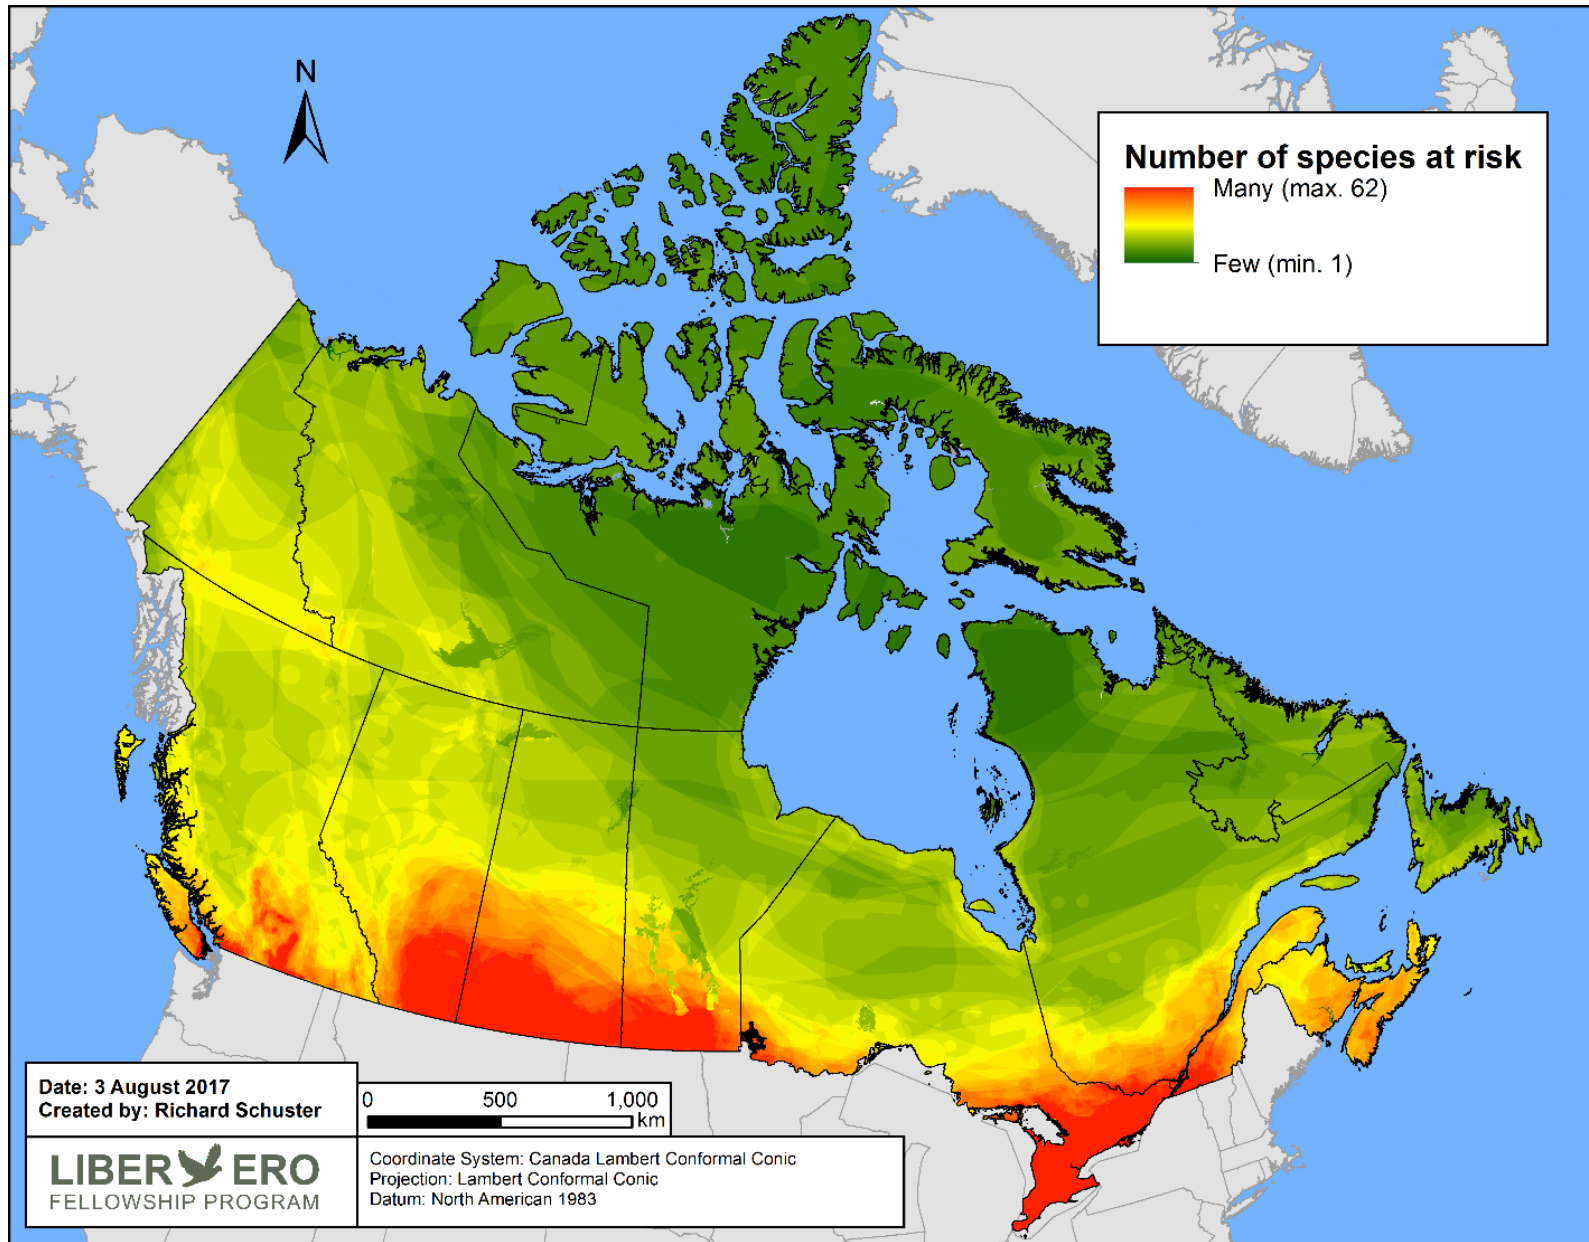 N
Number of species at risk
Many (max. 62)
Few (min. 1)
Date: 3 August 2017
Created by: Richard Schuster
0 500 1,000
km
LIBER ERO
FELLOWSHIP PROGRAM
Coordinate System: Canada Lambert Conformal Conic
Projection: Lambert Conformal Conic
Datum: North American 1983